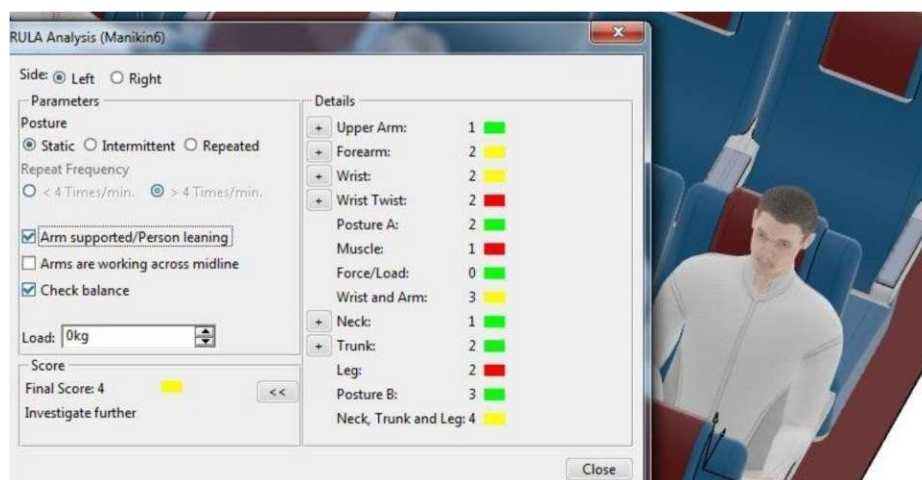 RULA Analysis (Manikin6)
x
Side: Left Right
Parameters
Posture
Static Intermittent Repeated
Repeat Frequency
< 4 Times/min. > 4 Times/min.
Arm supported/Person leaning
Arms are working across midline
Check balance
Load: 0kg
Score
Final Score: 4
<<
Investigate further
Details
+ Upper Arm: 1
+ Forearm: 2
+ Wrist: 2
+ Wrist Twist: 2
Posture A: 2
Muscle: 1
Force/Load: 0
Wrist and Arm: 3
+ Neck: 1
+ Trunk: 2
Leg: 2
Posture B: 3
Neck, Trunk and Leg: 4
Close